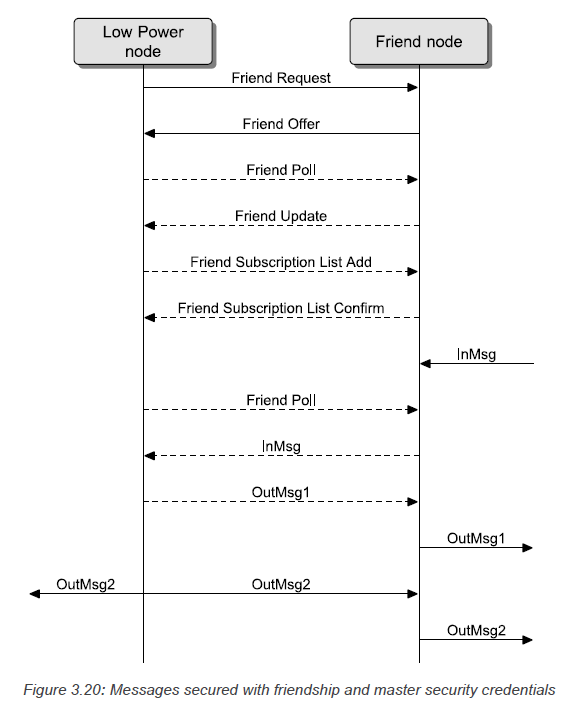 Low Power
node
Friend node
Friend Request
Friend Offer
Friend Poll
Friend Update
Friend Subscription List Add
Friend Subscription List Confirm
InMsg
Friend Poll
InMsg
OutMsg1
OutMsg1
OutMsg2
OutMsg2
OutMsg2
Figure 3.20: Messages secured with friendship and master security credentials